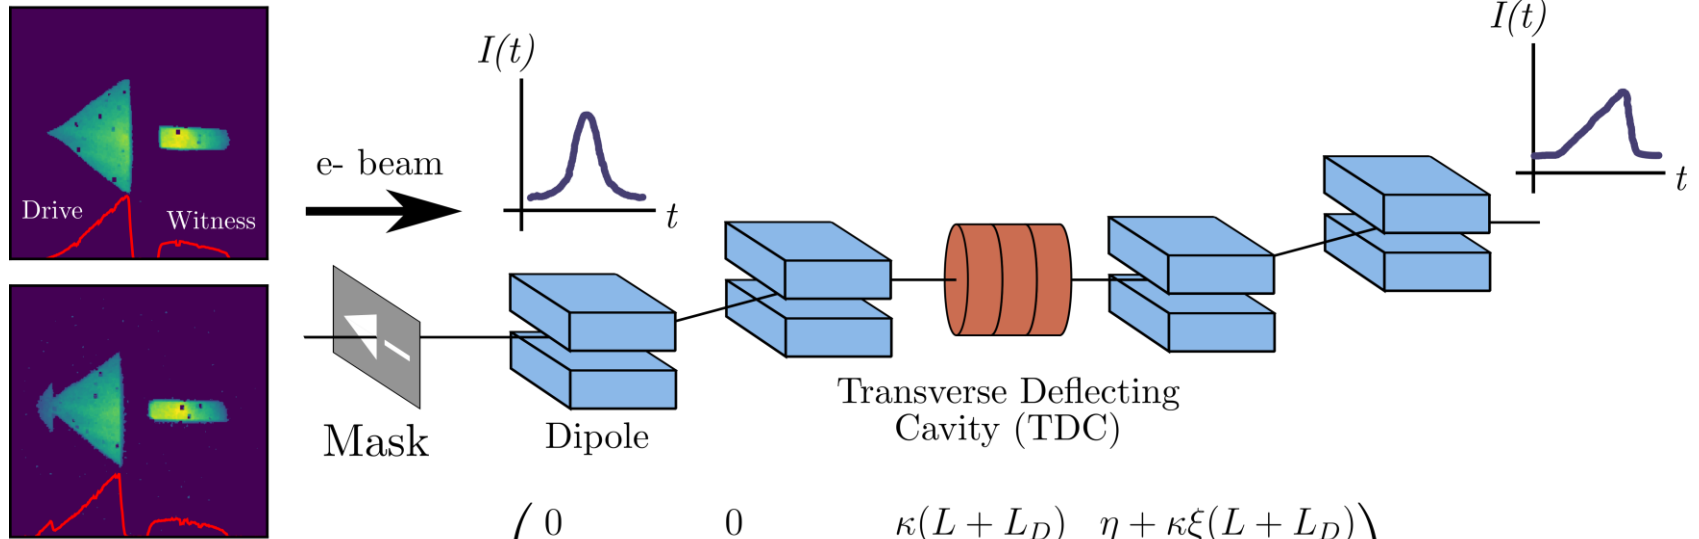 Drive
Witness
e- beam
I(t)
t
I(t)
t
Mask
Dipole
Transverse Deflecting
Cavity (TDC)
0 0 κ(L + L_D) η + κξ(L + L_D)